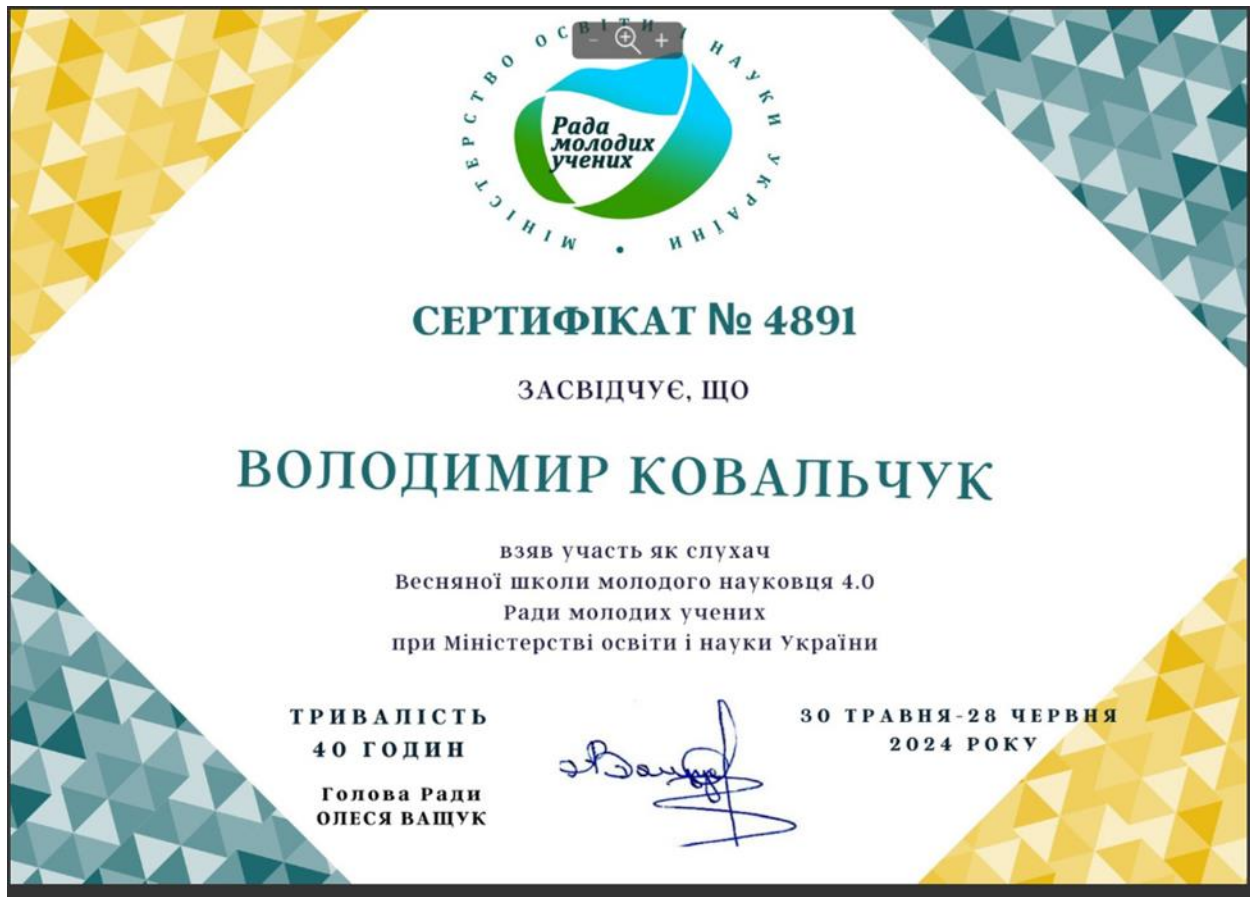 МІНІСТЕРСТВО ОСВІТИ І НАУКИ УКРАЇНИ
Рада
молодих
учених
СЕРТИФІКАТ № 4891
ЗАСВІДЧУЄ, ЩО
ВОЛОДИМИР КОВАЛЬЧУК
взяв участь як слухач
Весняної школи молодого науковця 4.0
Ради молодих учених
при Міністерстві освіти і науки України
ТРИВАЛІСТЬ
40 ГОДИН
30 ТРАВНЯ-28 ЧЕРВНЯ
2024 РОКУ
Голова Ради
ОЛЕСЯ ВАЩУК